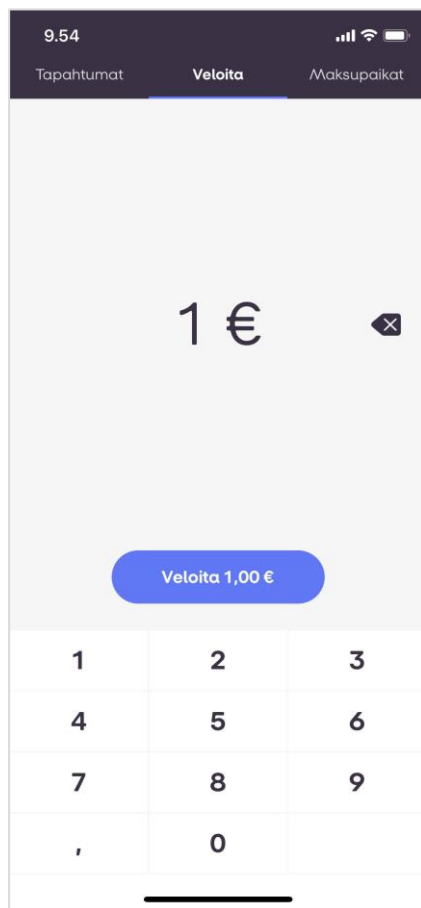 9.54
Tapahtumat Veloita Maksupaikat
1 €
Veloita 1,00 €
1 2 3
4 5 6
7 8 9
, 0